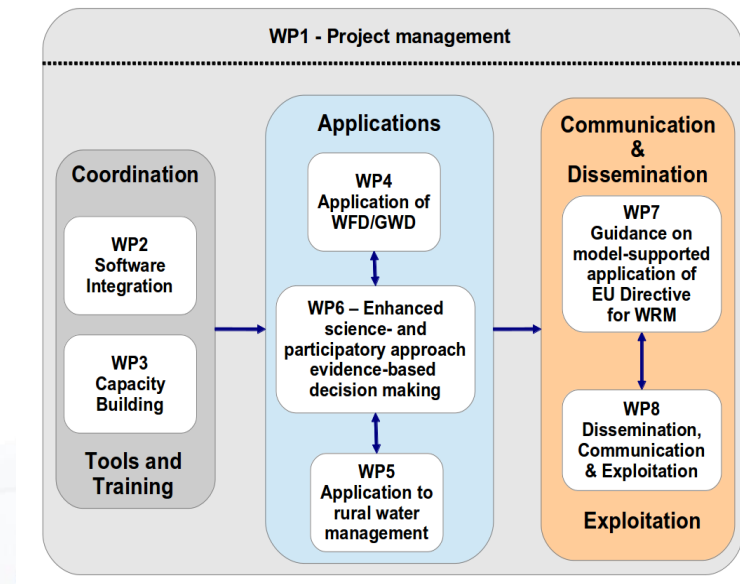 WP1 - Project management
Coordination
WP2
Software
Integration
WP3
Capacity
Building
Tools and
Training
Applications
WP4
Application of
WFD/GWD
WP6 – Enhanced
science- and
participatory approach
evidence-based
decision making
WP5
Application to
rural water
management
Communication
&
Dissemination
WP7
Guidance on
model-supported
application of
EU Directive
for WRM
WP8
Dissemination,
Communication
& Exploitation
Exploitation